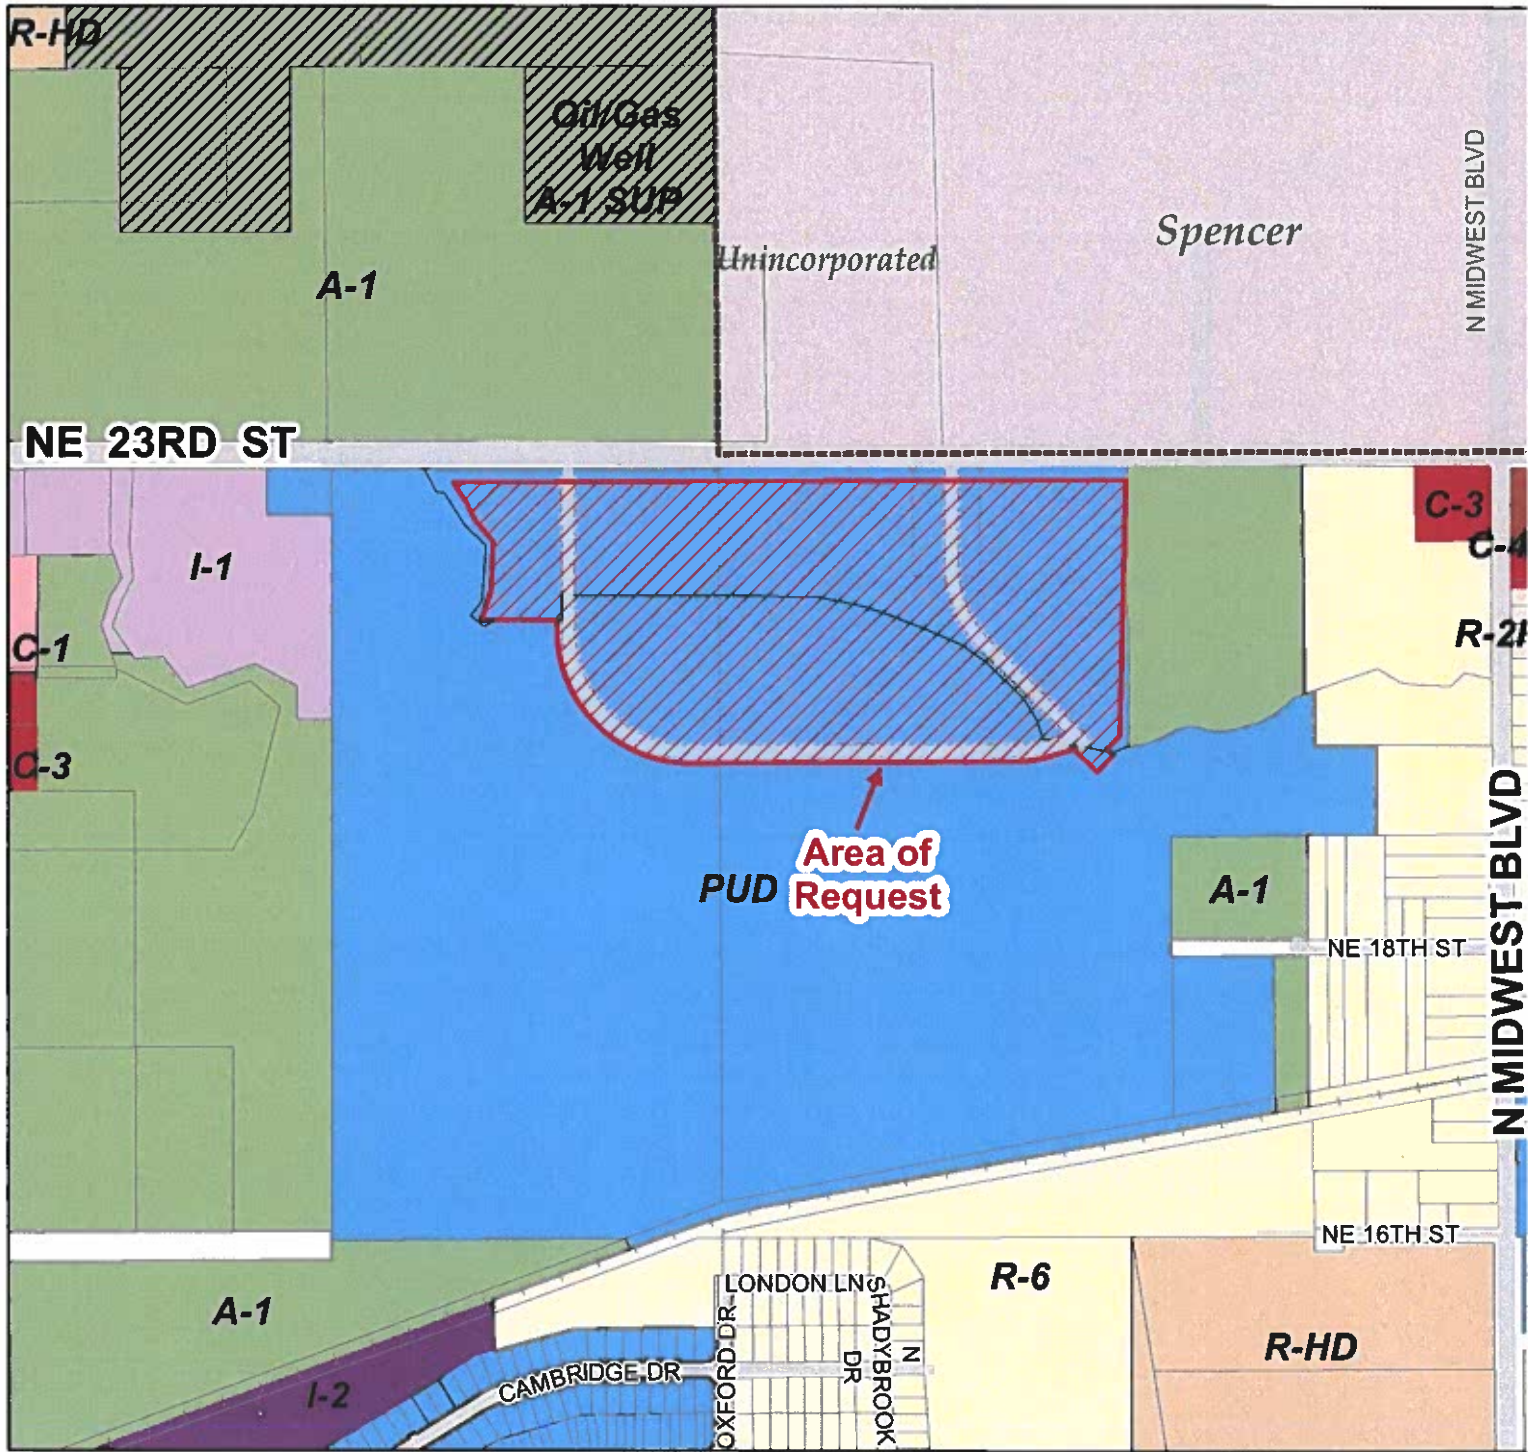 R-HD
Oil/Gas
Well
A-1 SUP
N MIDWEST BLVD
Spencer
Unincorporated
A-1
NE 23RD ST
C-3
C-4
I-1
C-1
C-3
Area of
PUD
Request
A-1
NE 18TH ST
N MIDWEST BLVD
NE 16TH ST
R-6
LONDON LN
A-1
OXFORD DR
SHADYBROOK
DR
N
R-HD
CAMBRIDGE DR
I-2